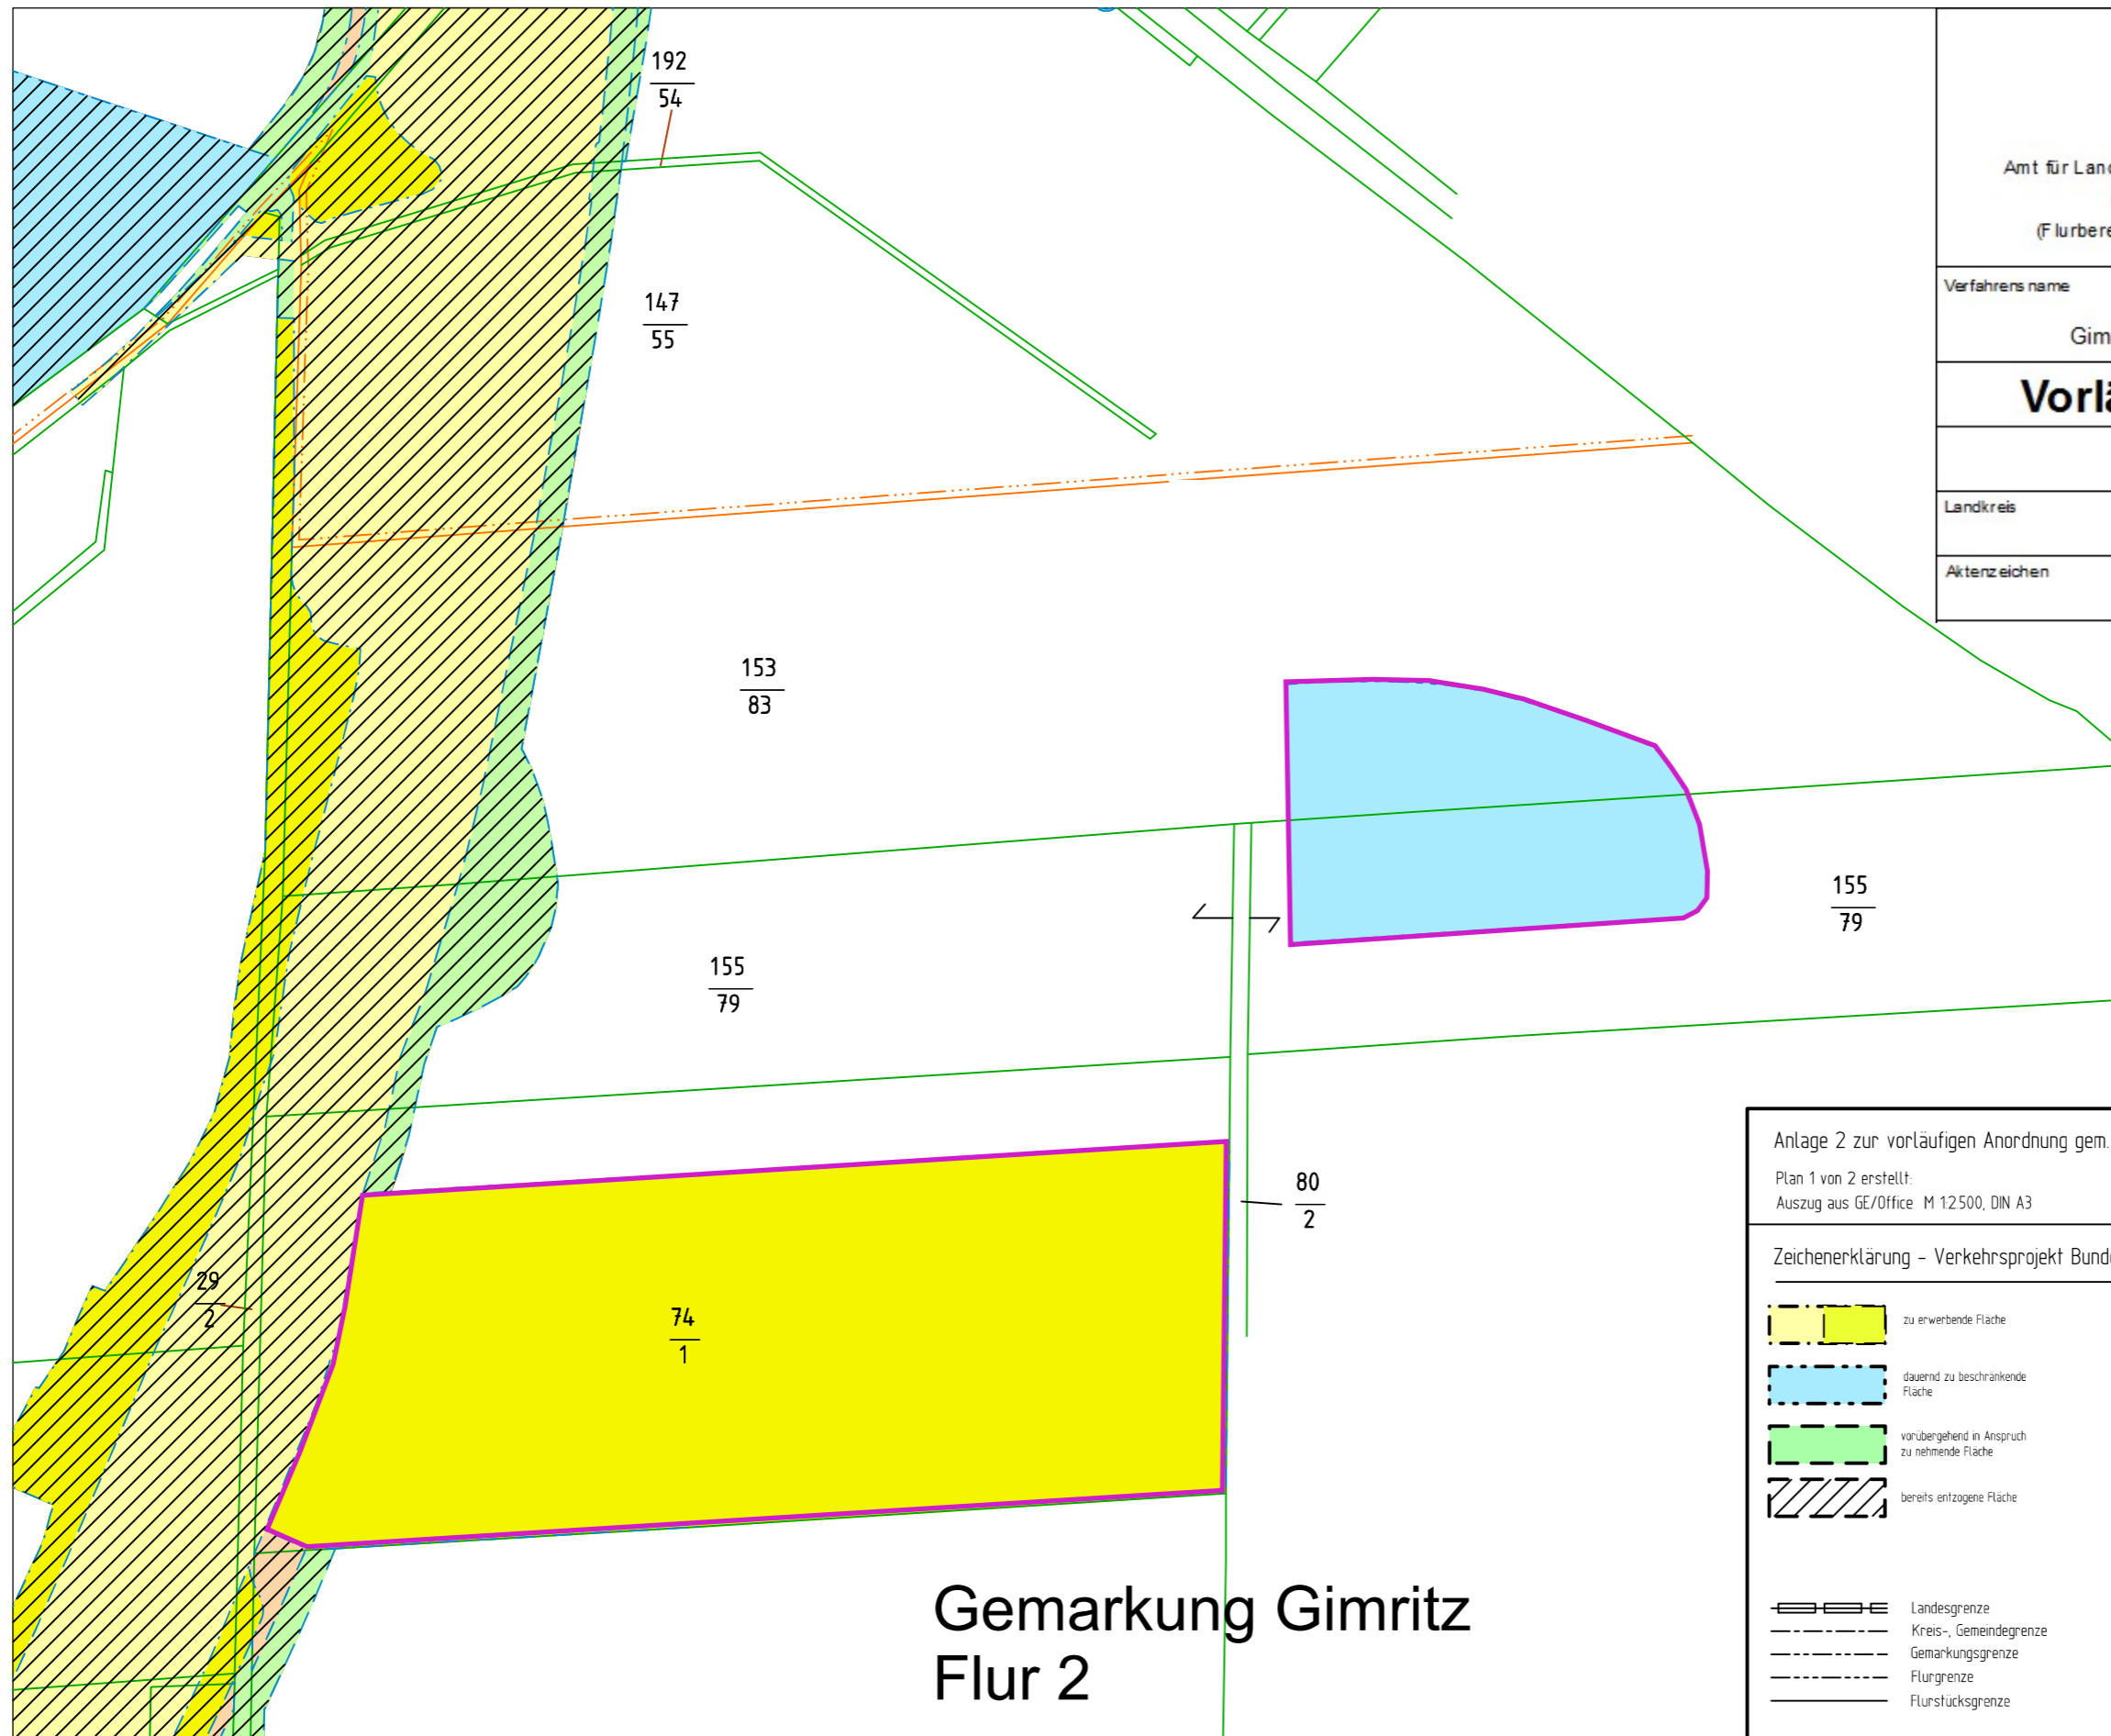 192
54
147
55
153
83
155
79
155
79
80
2
29
2
74
1
Gemarkung Gimritz
Flur 2
Amt für Land
(Flurbere
Verfahrensname
Gim
Vorlä
Landkreis
Aktenzeichen
Anlage 2 zur vorläufigen Anordnung gem.
Plan 1 von 2 erstellt:
Auszug aus GE/Office M 1:2.500, DIN A3
Zeichenerklärung - Verkehrsprojekt Bund
zu erwerbende Fläche
dauernd zu beschränkende
Fläche
vorübergehend in Anspruch
zu nehmende Fläche
bereits entzogene Fläche
Landesgrenze
Kreis-, Gemeindegrenze
Gemarkungsgrenze
Flurgrenze
Flurstücksgrenze